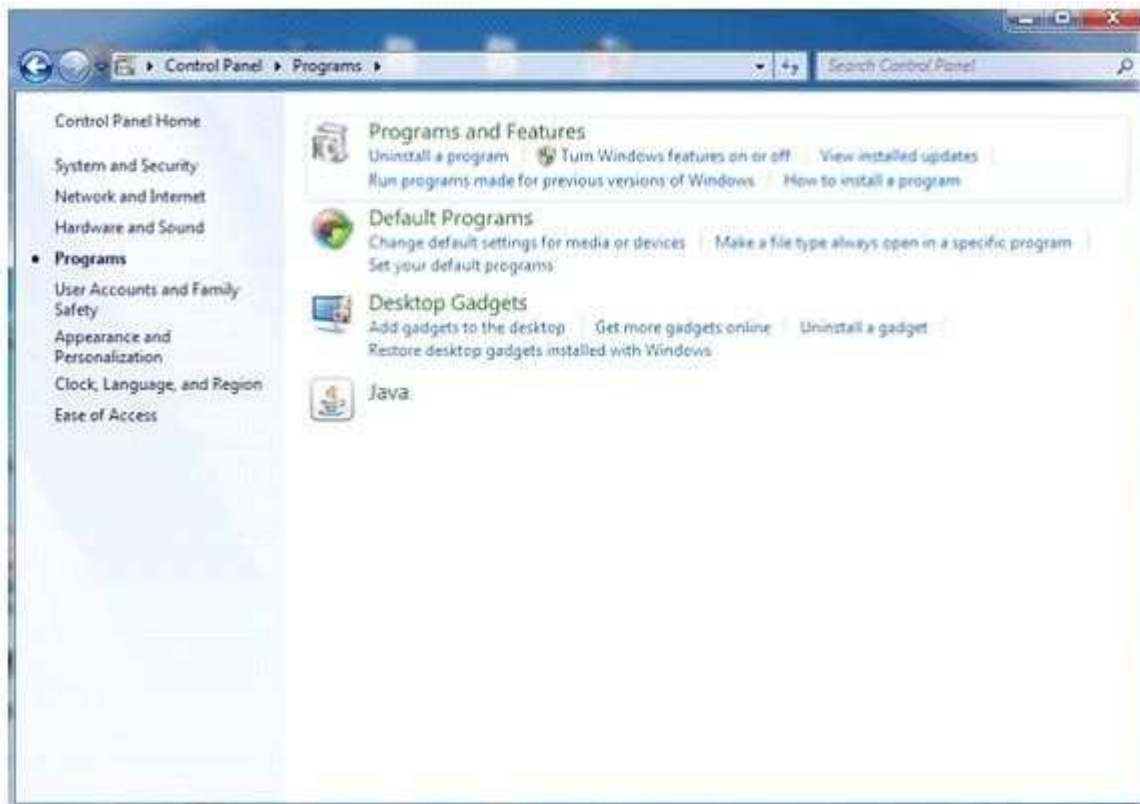 Control Panel
Programs
Search Control Panel
Control Panel Home
System and Security
Network and Internet
Hardware and Sound
Programs
User Accounts and Family
Safety
Appearance and
Personalization
Clock, Language, and Region
Ease of Access
Programs and Features
Uninstall a program Turn Windows features on or off View installed updates
Run programs made for previous versions of Windows How to install a program
Default Programs
Change default settings for media or devices Make a file type always open in a specific program
Set your default programs
Desktop Gadgets
Add gadgets to the desktop Get more gadgets online Uninstall a gadget
Restore desktop gadgets installed with Windows
Java